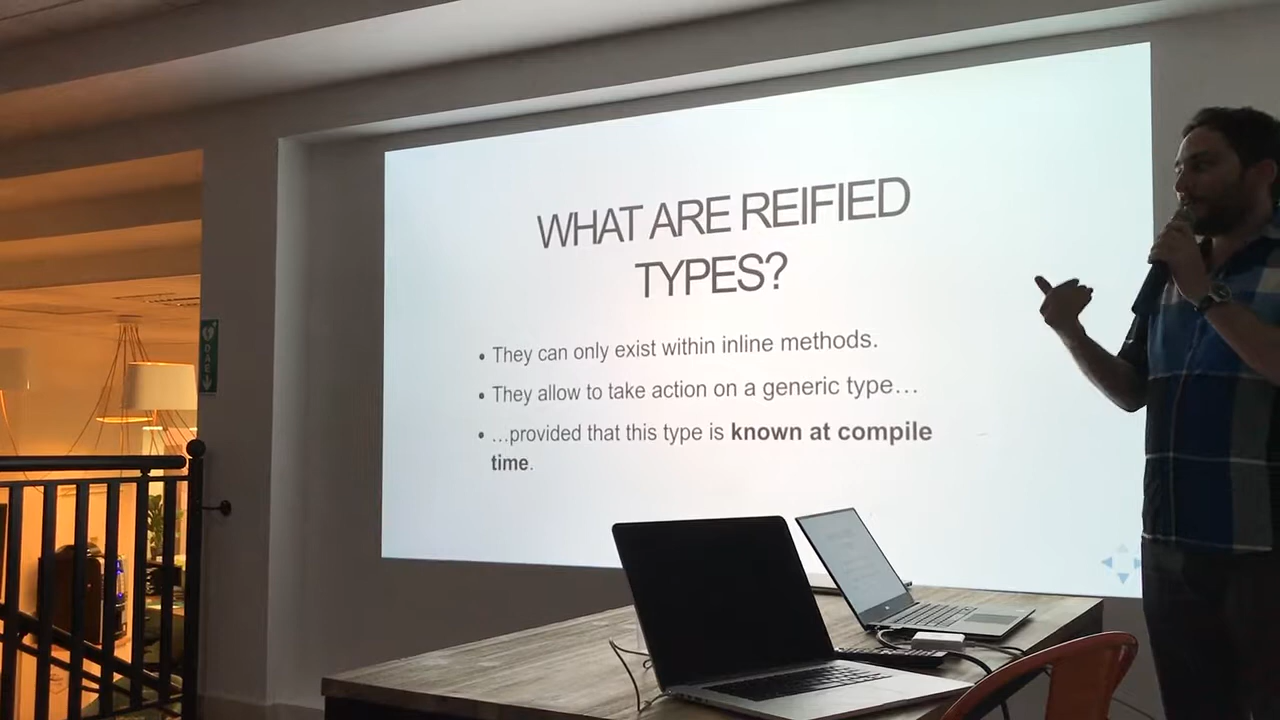 WHAT ARE REIFIED
TYPES?
• They can only exist within inline methods.
• They allow to take action on a generic type…
• …provided that this type is known at compile
time.
DAE